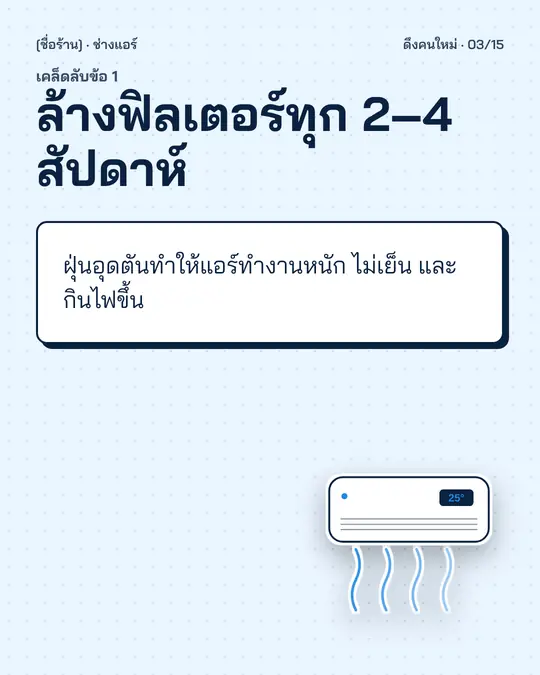 [ชื่อร้าน] · ช่างแอร์
ดึงคนใหม่ · 03/15
เคล็ดลับข้อ 1
ล้างฟิลเตอร์ทุก 2–4
สัปดาห์
ฝุ่นอุดตันทำให้แอร์ทำงานหนัก ไม่เย็น และ
กินไฟขึ้น
25°